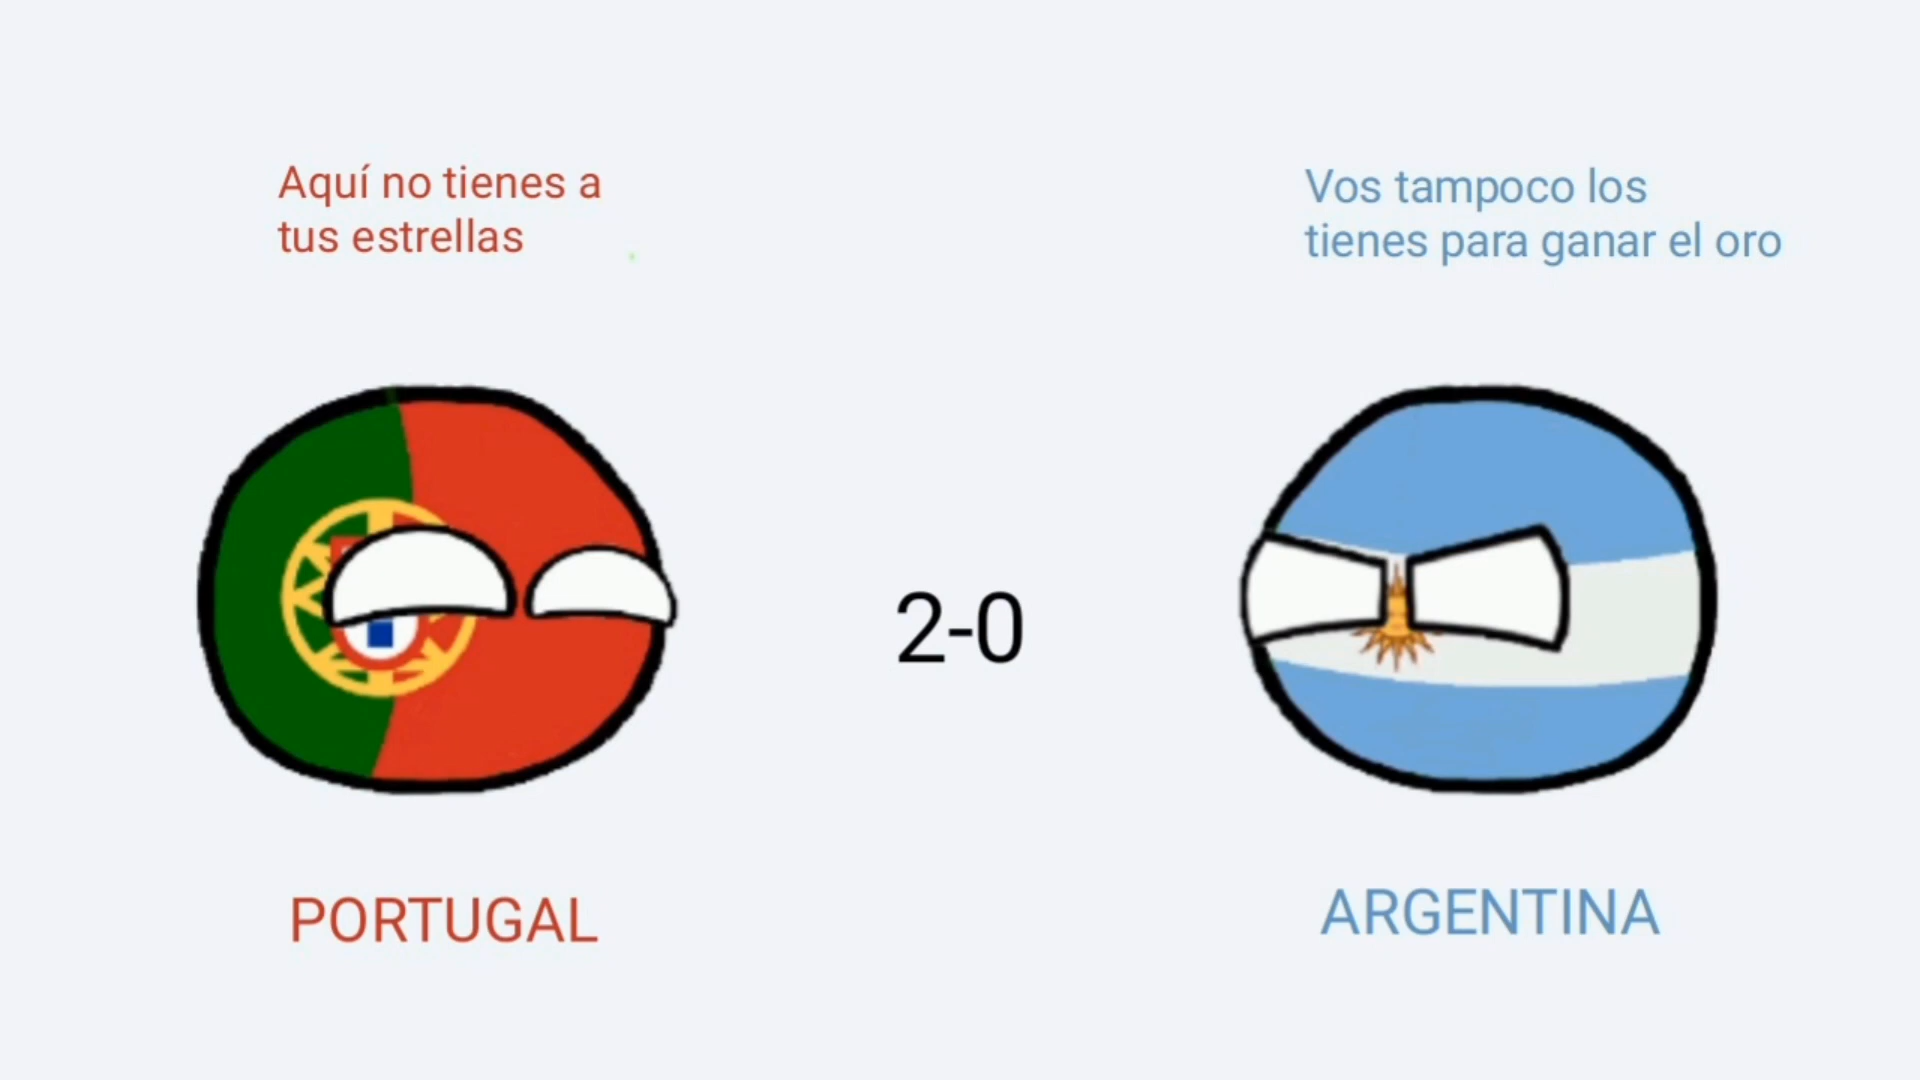 Aquí no tienes a
tus estrellas
Vos tampoco los
tienes para ganar el oro
2-0
PORTUGAL
ARGENTINA